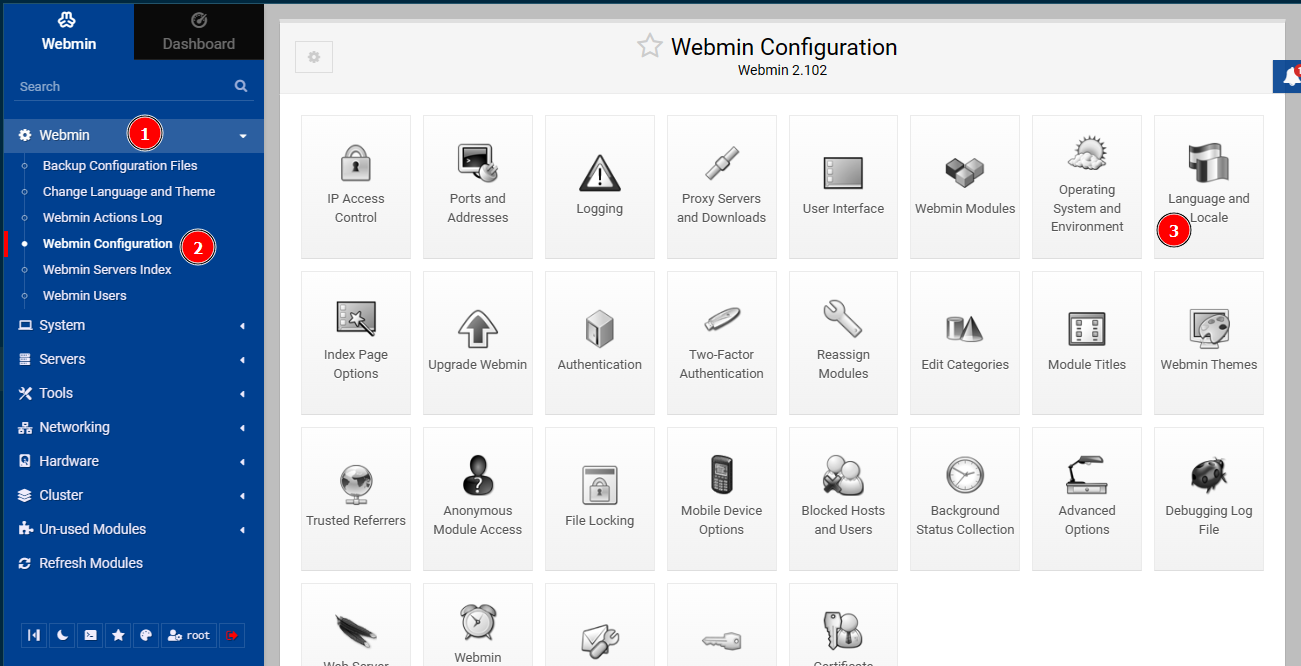 Webmin
Dashboard
Search
Webmin
1
Backup Configuration Files
Change Language and Theme
Webmin Actions Log
Webmin Configuration
2
Webmin Servers Index
Webmin Users
System
Servers
Tools
Networking
Hardware
Cluster
Un-used Modules
Refresh Modules
root
Webmin Configuration
Webmin 2.102
IP Access
Control
Ports and
Addresses
Logging
Proxy Servers
and Downloads
User Interface
Webmin Modules
Operating
System and
Environment
Language and
Locale
3
Index Page
Options
Upgrade Webmin
Authentication
Two-Factor
Authentication
Reassign
Modules
Edit Categories
Module Titles
Webmin Themes
Trusted Referrers
Anonymous
Module Access
File Locking
Mobile Device
Options
Blocked Hosts
and Users
Background
Status Collection
Advanced
Options
Debugging Log
File
Web Server
Webmin
Certificate